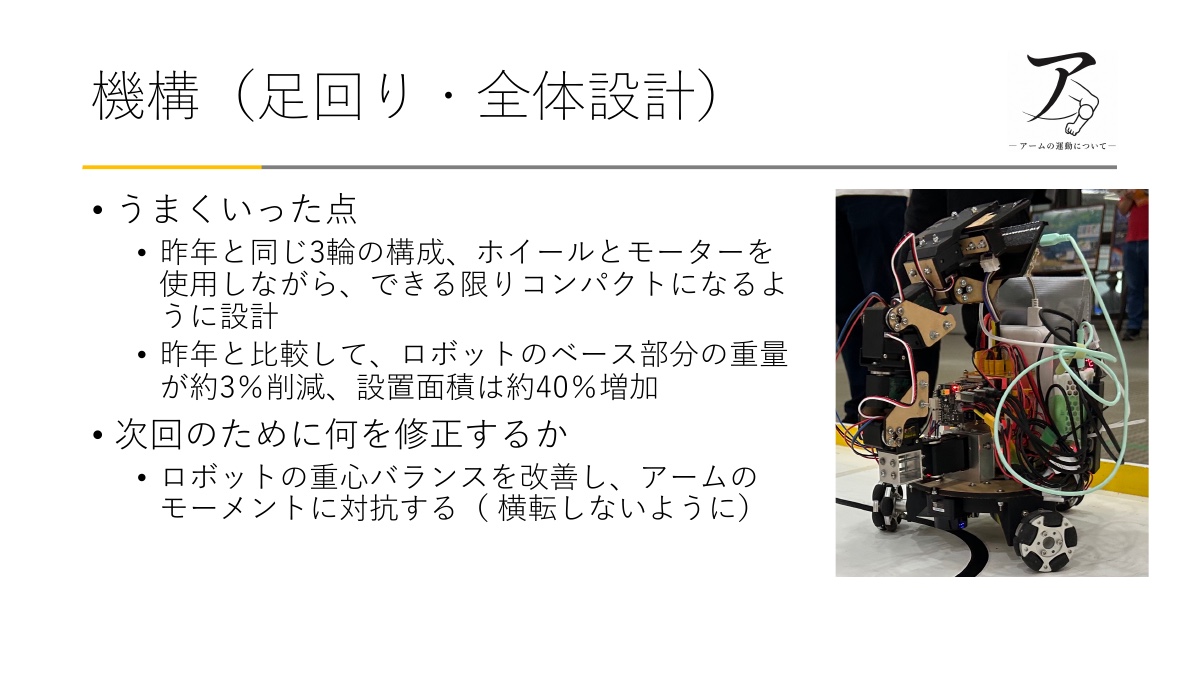 機構（足回り・全体設計）
ア
― アームの運動について―
• うまくいった点
• 昨年と同じ3輪の構成、ホイールとモーターを
使用しながら、できる限りコンパクトになるよ
うに設計
• 昨年と比較して、ロボットのベース部分の重量
が約3%削減、設置面積は約40%増加
• 次回のために何を修正するか
• ロボットの重心バランスを改善し、アームの
モーメントに対抗する（ 横転しないように）